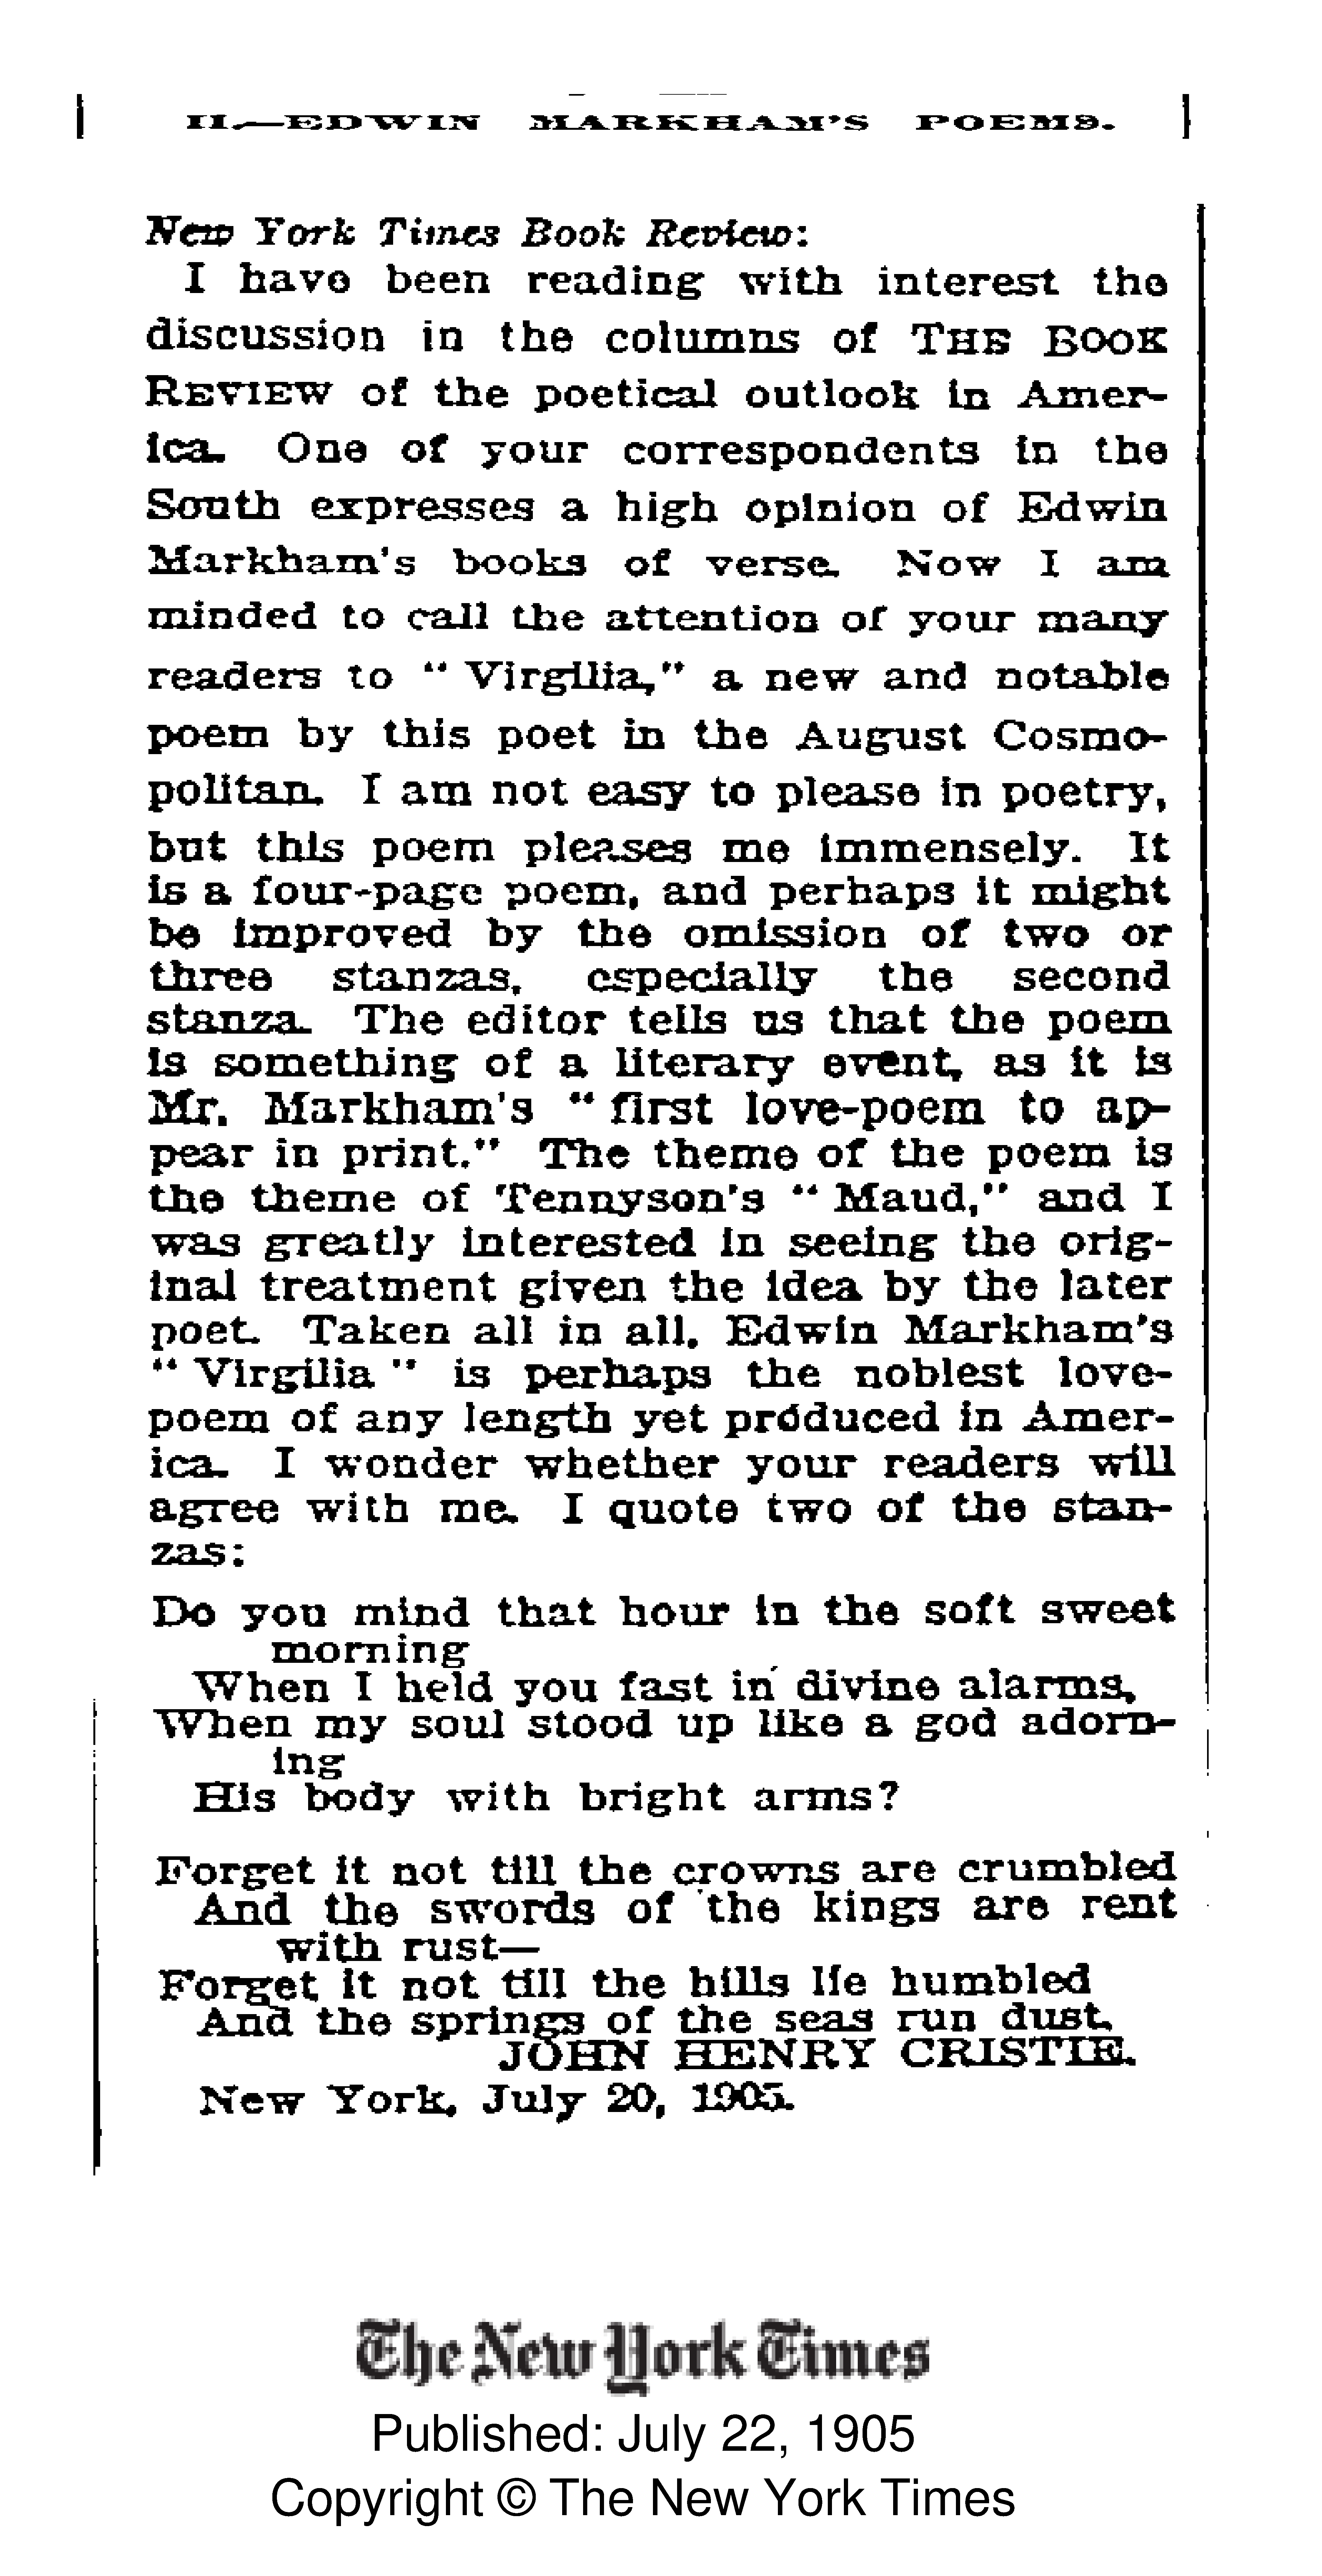 II.—EDWIN MARKHAM'S POEMS.
New York Times Book Review:
I have been reading with interest the
discussion in the columns of THE BOOK
REVIEW of the poetical outlook in Amer-
ica. One of your correspondents in the
South expresses a high opinion of Edwin
Markham's books of verse. Now I am
minded to call the attention of your many
readers to " Virgilia," a new and notable
poem by this poet in the August Cosmo-
politan. I am not easy to please in poetry,
but this poem pleases me immensely. It
is a four-page poem, and perhaps it might
be improved by the omission of two or
three stanzas, especially the second
stanza. The editor tells us that the poem
is something of a literary event, as it is
Mr. Markham's " first love-poem to ap-
pear in print." The theme of the poem is
the theme of Tennyson's " Maud," and I
was greatly interested in seeing the orig-
inal treatment given the idea by the later
poet. Taken all in all, Edwin Markham's
" Virgilia " is perhaps the noblest love-
poem of any length yet produced in Amer-
ica. I wonder whether your readers will
agree with me. I quote two of the stan-
zas:
Do you mind that hour in the soft sweet
morning
When I held you fast in divine alarms,
When my soul stood up like a god adorn-
ing
His body with bright arms?
Forget it not till the crowns are crumbled
And the swords of the kings are rent
with rust—
Forget it not till the hills lie humbled
And the springs of the seas run dust.
JOHN HENRY CRISTIE.
New York, July 20, 1905.
The New York Times
Published: July 22, 1905
Copyright © The New York Times